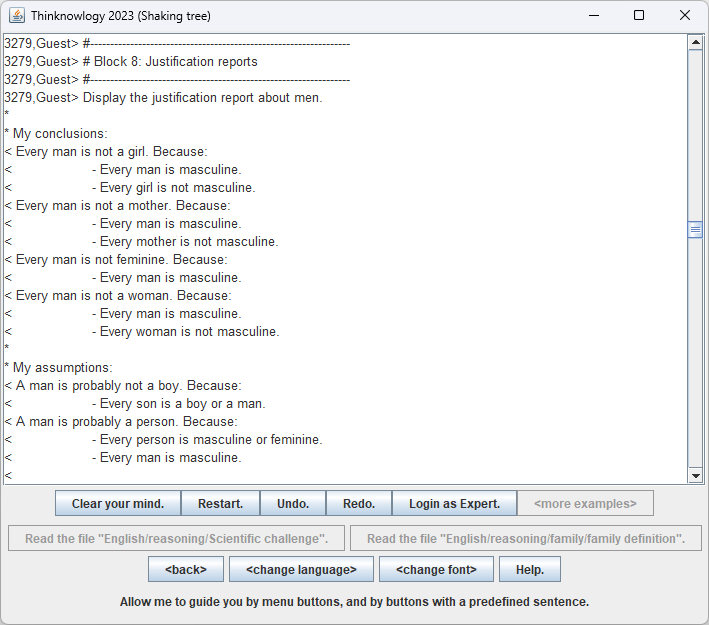 Thinknowlogy 2023 (Shaking tree)
3279,Guest> #-----------------------------------------------------------------
3279,Guest> # Block 8: Justification reports
3279,Guest> #-----------------------------------------------------------------
3279,Guest> Display the justification report about men.
*
* My conclusions:
< Every man is not a girl. Because:
< - Every man is masculine.
< - Every girl is not masculine.
< Every man is not a mother. Because:
< - Every man is masculine.
< - Every mother is not masculine.
< Every man is not feminine. Because:
< - Every man is masculine.
< Every man is not a woman. Because:
< - Every man is masculine.
< - Every woman is not masculine.
*
* My assumptions:
< A man is probably not a boy. Because:
< - Every son is a boy or a man.
< A man is probably a person. Because:
< - Every person is masculine or feminine.
< - Every man is masculine.
<
Clear your mind. Restart. Undo. Redo. Login as Expert. <more examples>
Read the file "English/reasoning/Scientific challenge". Read the file "English/reasoning/family/family definition".
<back> <change language> <change font> Help.
Allow me to guide you by menu buttons, and by buttons with a predefined sentence.